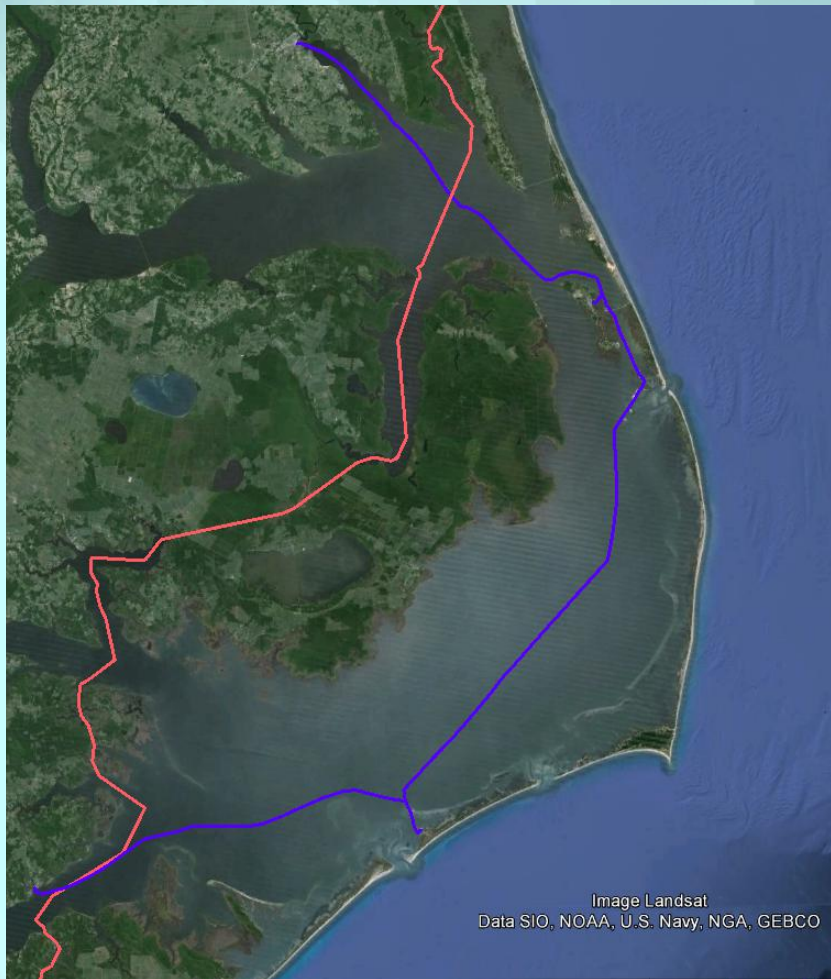 Image Landsat
Data SIO, NOAA, U.S. Navy, NGA, GEBCO